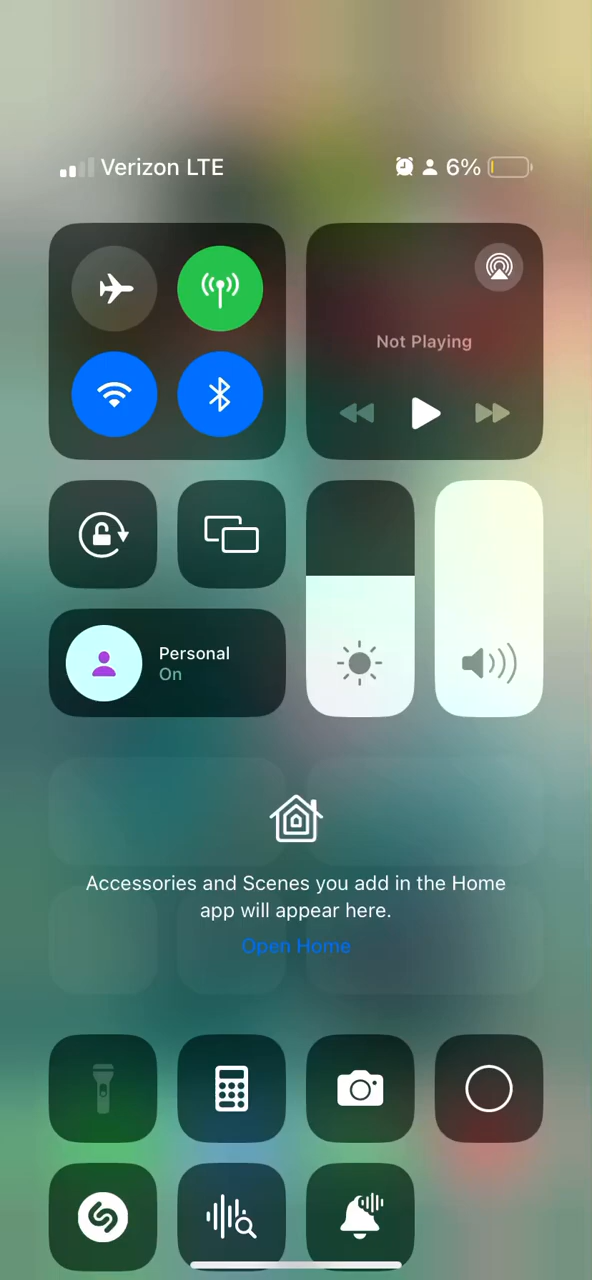 Verizon LTE
6%
Not Playing
Personal
On
Accessories and Scenes you add in the Home
app will appear here.
Open Home